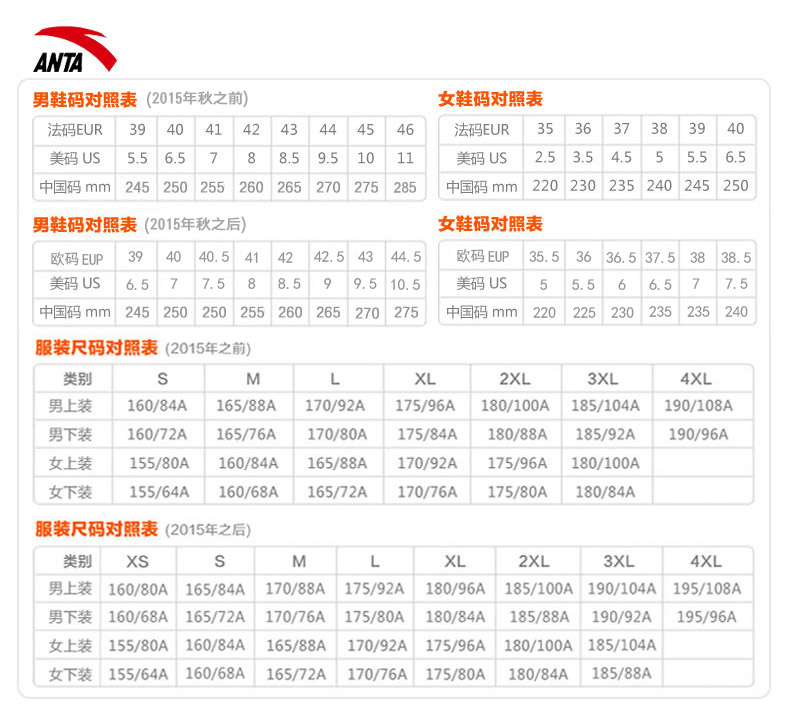 ANTA
男鞋码对照表 (2015年秋之前)
法码EUR 39 40 41 42 43 44 45 46
美码 US 5.5 6.5 7 8 8.5 9.5 10 11
中国码 mm 245 250 255 260 265 270 275 285
女鞋码对照表
法码EUR 35 36 37 38 39 40
美码 US 2.5 3.5 4.5 5 5.5 6.5
中国码 mm 220 230 235 240 245 250
男鞋码对照表 (2015年秋之后)
欧码 EUP 39 40 40.5 41 42 42.5 43 44.5
美码 US 6.5 7 7.5 8 8.5 9 9.5 10.5
中国码 mm 245 250 250 255 260 265 270 275
女鞋码对照表
欧码 EUP 35.5 36 36.5 37.5 38 38.5
美码 US 5 5.5 6 6.5 7 7.5
中国码 mm 220 225 230 235 235 240
服装尺码对照表 (2015年之前)
类别 S M L XL 2XL 3XL 4XL
男上装 160/84A 165/88A 170/92A 175/96A 180/100A 185/104A 190/108A
男下装 160/72A 165/76A 170/80A 175/84A 180/88A 185/92A 190/96A
女上装 155/80A 160/84A 165/88A 170/92A 175/96A 180/100A
女下装 155/64A 160/68A 165/72A 170/76A 175/80A 180/84A
服装尺码对照表 (2015年之后)
类别 XS S M L XL 2XL 3XL 4XL
男上装 160/80A 165/84A 170/88A 175/92A 180/96A 185/100A 190/104A 195/108A
男下装 160/68A 165/72A 170/76A 175/80A 180/84A 185/88A 190/92A 195/96A
女上装 155/80A 160/84A 165/88A 170/92A 175/96A 180/100A 185/104A
女下装 155/64A 160/68A 165/72A 170/76A 175/80A 180/84A 185/88A